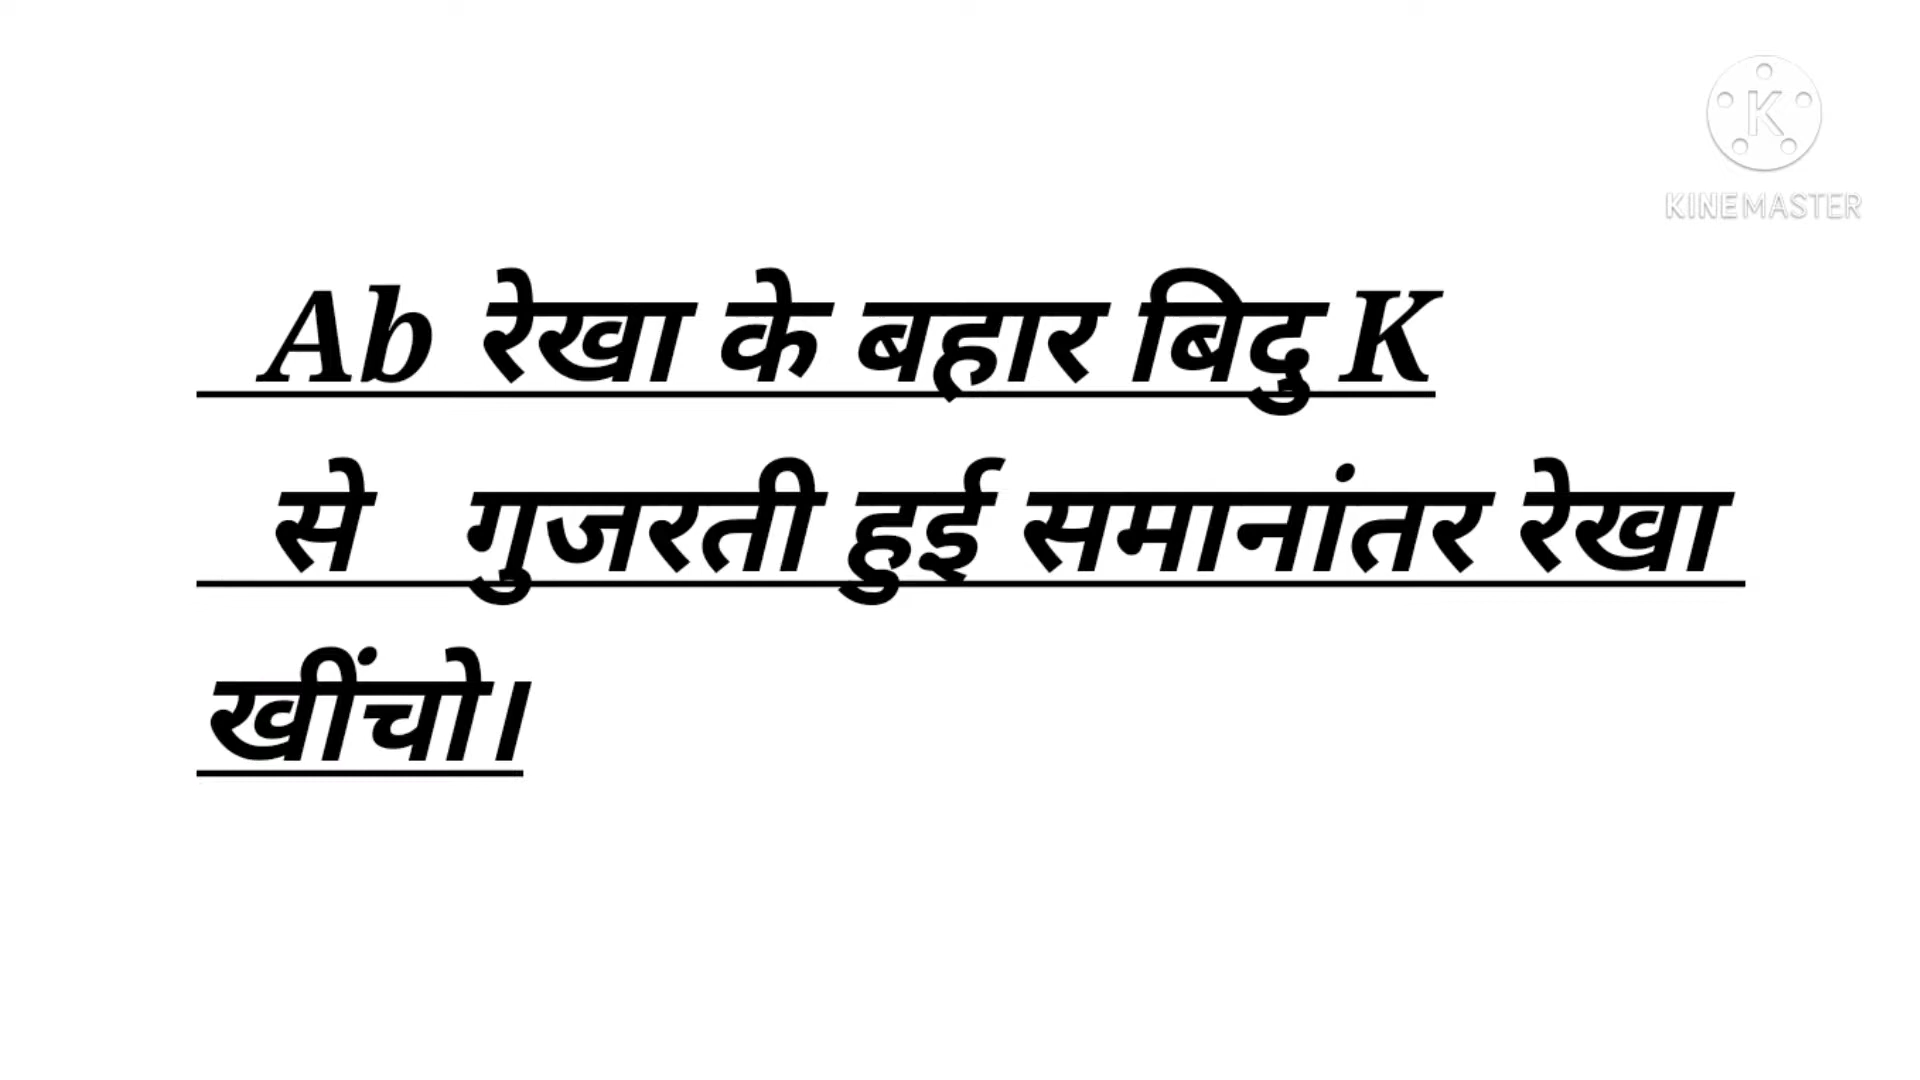 K
KINEMASTER
Ab रेखा के बहार बिदु K
से गुजरती हुई समानांतर रेखा
खींचो।